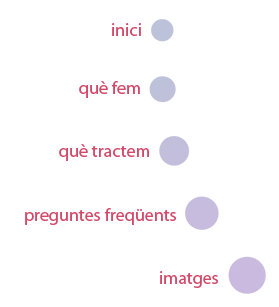 inici
què fem
què tractem
preguntes freqüents
imatges